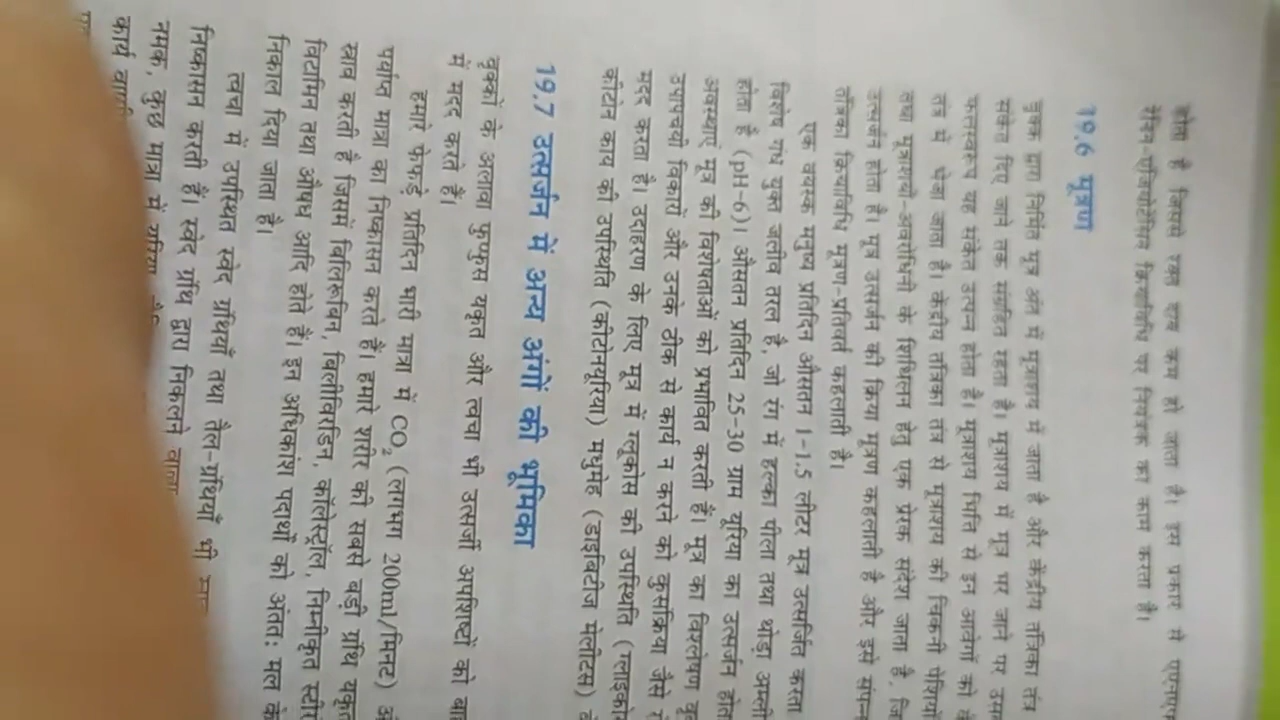 होता है जिससे रक्त दाब कम हो जाता है। इस प्रकार से एएनएफ
रेनिन-एंजियोटेंसिन क्रियाविधि पर नियंत्रक का काम करता है।
19.6 मूत्रण
वृक्क द्वारा निर्मित मूत्र अंत में मूत्राशय में जाता है और केंद्रीय तंत्रिका तंत्र
संकेत दिए जाने तक संग्रहित रहता है। मूत्राशय में मूत्र भर जाने पर उसके
फलस्वरूप यह संकेत उत्पन्न होता है। मूत्राशय भित्ति से इन आवेगों को
तंत्र में भेजा जाता है। केंद्रीय तंत्रिका तंत्र से मूत्राशय की चिकनी पेशियों
तथा मूत्राशयी-अवरोधिनी के शिथिलन हेतु एक प्रेरक संदेश जाता है,
उत्सर्जन होता है। मूत्र उत्सर्जन की क्रिया मूत्रण कहलाती है और इसे संपन्न
तंत्रिका क्रियाविधि मूत्रण-प्रतिवर्त कहलाती है।
एक वयस्क मनुष्य प्रतिदिन औसतन 1-1.5 लीटर मूत्र उत्सर्जित करता
विशेष गंध युक्त जलीय तरल है, जो रंग में हल्का पीला तथा थोड़ा अम्ली
होता है (pH-6)। औसतन प्रतिदिन 25-30 ग्राम यूरिया का उत्सर्जन होत
अवस्थाएं मूत्र की विशेषताओं को प्रभावित करती हैं। मूत्र का विश्लेषण वृ
उपापचयी विकारों और उनके ठीक से कार्य न करने को कुसक्रिया जैसे र
मदद करता है। उदाहरण के लिए मूत्र में ग्लूकोस की उपस्थिति (ग्लाइको
कीटोन काय की उपस्थिति (कीटोनयूरिया) मधुमेह (डाइबिटीज मेलीटस) वे
19.7 उत्सर्जन में अन्य अंगों की भूमिका
वृक्कों के अलावा फुफ्फुस यकृत और त्वचा भी उत्सर्जी अपशिष्टों को बा
में मदद करते हैं।
हमारे फेफड़े प्रतिदिन भारी मात्रा में CO₂ (लगभग 200ml/मिनट) अ
पर्याप्त मात्रा का निष्कासन करते हैं। हमारे शरीर की सबसे बड़ी ग्रंथि यकृत
स्राव करती है जिसमें बिलिरुबिन, बिलीविरडिन, कॉलेस्ट्रॉल, निम्नीकृत स्टीरॉ
विटामिन तथा औषध आदि होते हैं। इन अधिकांश पदार्थों को अंततः मल के
निकाल दिया जाता है।
त्वचा में उपस्थित स्वेद ग्रंथियाँ तथा तैल-ग्रंथियाँ भी
निष्कासन करती हैं। स्वेद ग्रंथि द्वारा निकलने वाला
नमक, कुछ मात्रा में यूरिया
कार्य